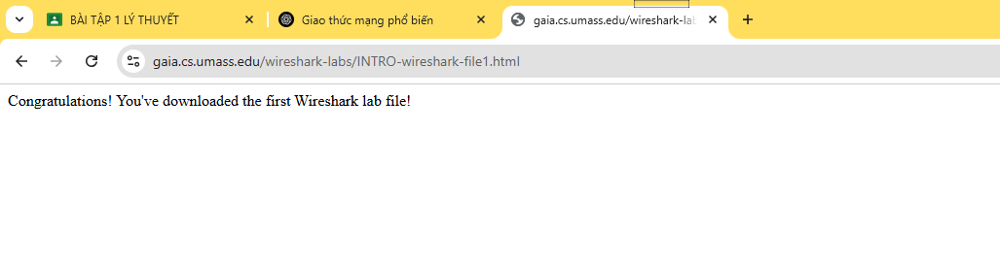 BÀI TẬP 1 LÝ THUYẾT
Giao thức mạng phổ biến
gaia.cs.umass.edu/wireshark-lab
gaia.cs.umass.edu/wireshark-labs/INTRO-wireshark-file1.html
Congratulations! You've downloaded the first Wireshark lab file!